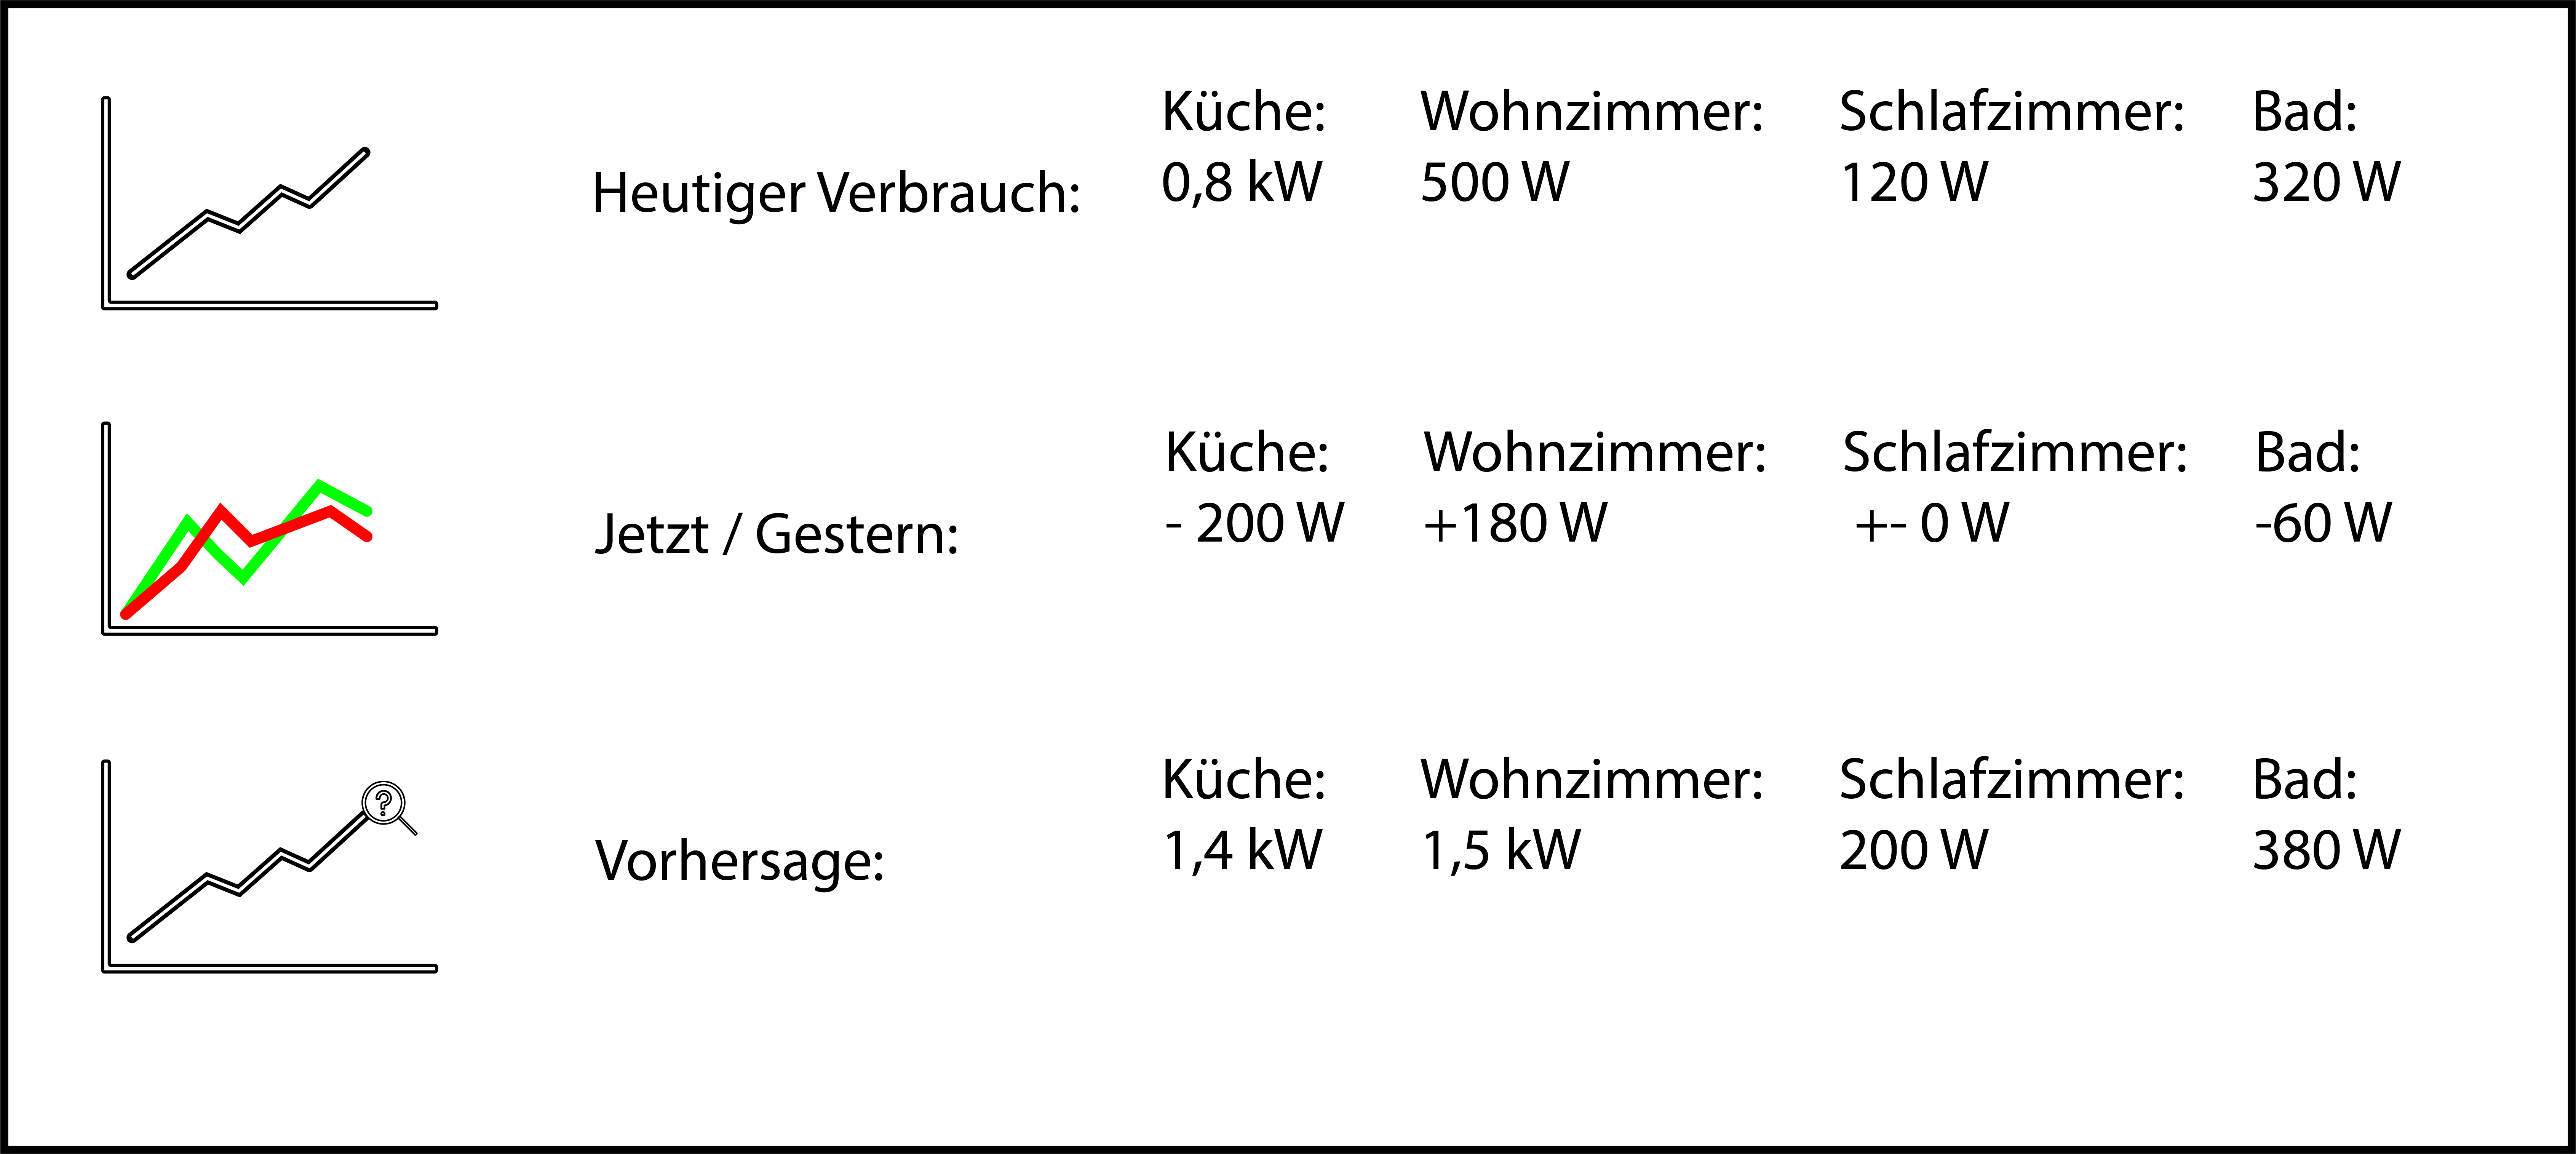 Heutiger Verbrauch:
Küche: Wohnzimmer: Schlafzimmer: Bad:
0,8 kW 500 W 120 W 320 W
Jetzt / Gestern:
Küche: Wohnzimmer: Schlafzimmer: Bad:
- 200 W +180 W +- 0 W -60 W
Vorhersage:
Küche: Wohnzimmer: Schlafzimmer: Bad:
1,4 kW 1,5 kW 200 W 380 W
?